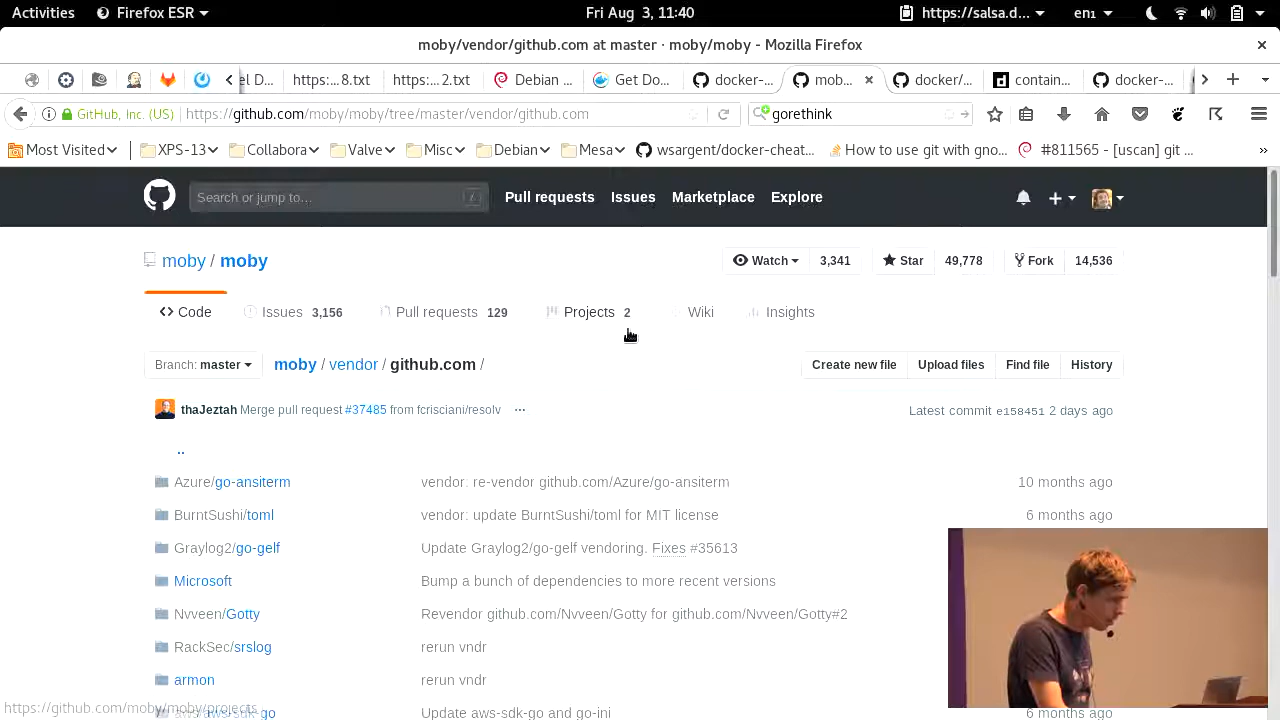 Activities Firefox ESR Fri Aug 3, 11:40 https://salsa.d... en₁
moby/vendor/github.com at master · moby/moby - Mozilla Firefox
el D... https:...8.txt https:...2.txt Debian ... Get Do... docker-... mob... docker/... contain... docker-...
GitHub, Inc. (US) https://github.com/moby/moby/tree/master/vendor/github.com gorethink
Most Visited XPS-13 Collabora Valve Misc Debian Mesa wsargent/docker-cheat... How to use git with gno... #811565 - [uscan] git ... »
Search or jump to... / Pull requests Issues Marketplace Explore
moby / moby Watch 3,341 Star 49,778 Fork 14,536
Code Issues 3,156 Pull requests 129 Projects 2 Wiki Insights
Branch: master moby / vendor / github.com / Create new file Upload files Find file History
thaJeztah Merge pull request #37485 from fcrisciani/resolv ... Latest commit e158451 2 days ago
..
Azure/go-ansiterm vendor: re-vendor github.com/Azure/go-ansiterm 10 months ago
BurntSushi/toml vendor: update BurntSushi/toml for MIT license 6 months ago
Graylog2/go-gelf Update Graylog2/go-gelf vendoring. Fixes #35613
Microsoft Bump a bunch of dependencies to more recent versions
Nvveen/Gotty Revendor github.com/Nvveen/Gotty for github.com/Nvveen/Gotty#2
RackSec/srslog rerun vndr
armon rerun vndr
https://github.com/moby/moby/projects
aws/aws-sdk-go Update aws-sdk-go and go-ini 6 months ago